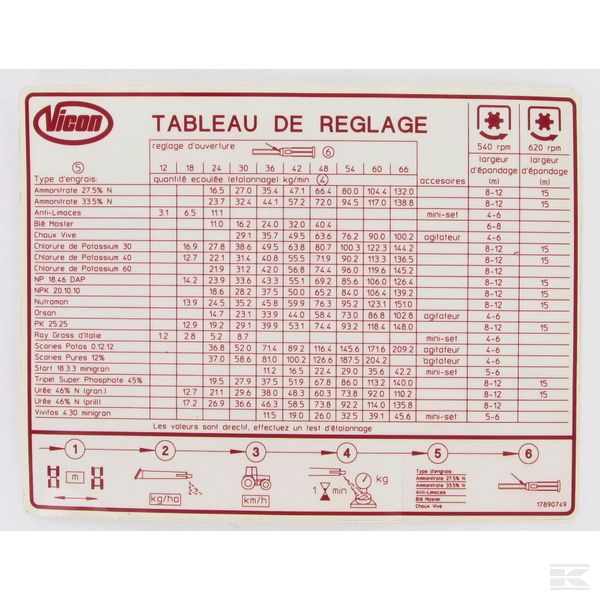 Vicon
TABLEAU DE REGLAGE
540 rpm 620 rpm
reglage d'ouverture ⑥
largeur d'épandage (m) largeur d'épandage (m)
⑤
12 18 24 30 36 42 48 54 60 66
Type d'engrais: quantité ecoulée (etalonnage) kg/min ④ accesoires
Ammonitrate 27.5% N 16.5 27.0 35.4 47.1 66.4 80.0 104.4 132.0 8-12 15
Ammonitrate 33.5% N 23.7 32.4 44.1 57.2 72.0 94.5 117.0 138.8 8-12 15
Anti-Limaces 3.1 6.5 11.1 mini-set 4-6
Blé Master 11.0 16.2 24.0 32.0 40.4 6-8
Chaux Vive 29.1 35.7 49.5 63.6 76.2 90.0 100.2 agitateur 4-6
Chlorure de Potassium 30 16.9 27.8 38.6 49.5 63.8 80.7 100.3 122.3 144.2 8-12 15
Chlorure de Potassium 40 12.7 22.1 31.4 40.8 55.5 71.9 90.2 113.3 136.5 8-12 15
Chlorure de Potassium 60 21.9 31.2 42.0 56.8 74.4 96.0 119.6 145.2 8-12
NP 18.46 DAP 14.2 23.9 33.6 43.3 55.1 69.2 85.6 106.0 126.4 8-12 15
NPK 20.10.10 18.6 28.2 37.5 50.0 65.2 84.0 106.4 139.2 8-12 15
Nutramon 13.9 24.5 35.2 45.8 59.9 76.3 95.2 123.1 151.0 8-12 15
Orsan 14.7 23.1 33.9 44.0 58.4 73.0 86.8 102.8 agitateur 4-6
PK 25.25 12.9 19.2 29.1 39.9 53.1 74.4 93.2 118.4 148.0 8-12 15
Ray Grass d'Italie 1.2 2.8 5.2 8.7 mini-set 4-6
Scories Potas 0.12.12 36.8 52.0 71.4 89.2 116.4 145.6 171.6 209.2 agitateur 4-6
Scories Pures 12% 37.0 58.6 81.0 100.2 126.6 187.5 204.2 agitateur 4-6
Start 18.33 minigran 11.2 16.5 22.4 29.0 35.6 42.2 mini-set 5-6
Tripel Super Phosphate 45% 19.5 27.9 37.5 51.9 67.8 86.0 113.2 140.0 8-12 15
Urée 46% N (gran.) 12.7 21.1 29.6 38.0 48.3 60.3 73.8 92.0 110.2 8-12 15
Urée 46% N (prill) 17.2 26.9 36.6 46.3 58.5 73.8 92.2 114.0 135.8 8-12
Vivifos 4.30 minigran 11.5 19.0 26.0 32.5 39.1 45.6 mini-set 5-6
Les valeurs sont directif, effectuez un test d'étalonnage
1 2 3 4 5 6
m kg/ha km/h 1 min kg
Type d'engrais:
Ammonitrate 27.5% N
Ammonitrate 33.5% N
Anti-Limaces
Blé Master
Chaux Vive
17890749
K